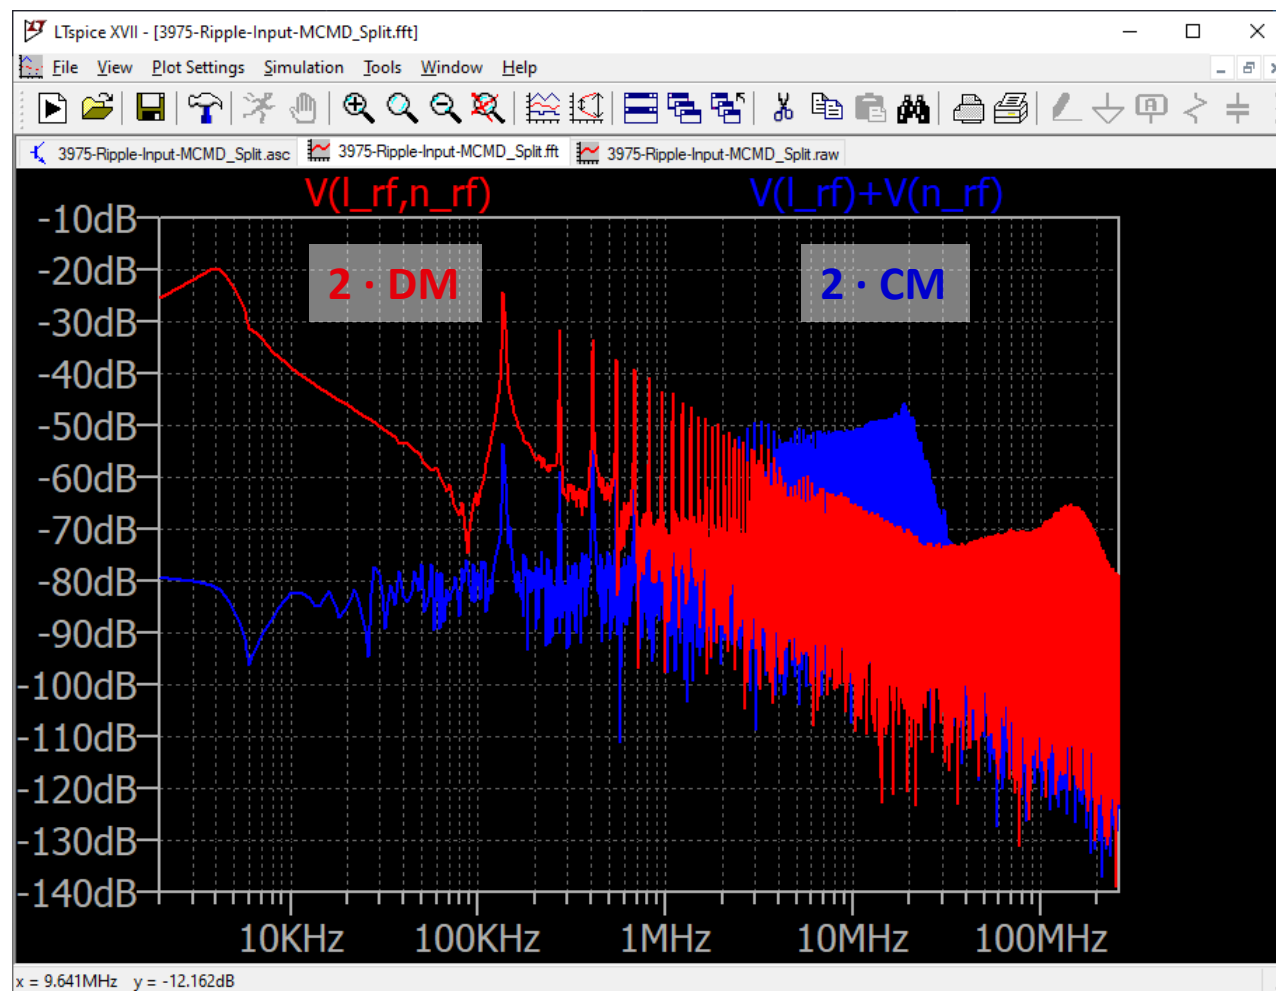 LTspice XVII - [3975-Ripple-Input-MCMD_Split.fft]
File View Plot Settings Simulation Tools Window Help
3975-Ripple-Input-MCMD_Split.asc 3975-Ripple-Input-MCMD_Split.fft 3975-Ripple-Input-MCMD_Split.raw
V(l_rf,n_rf) V(l_rf)+V(n_rf)
2 · DM 2 · CM
-10dB
-20dB
-30dB
-40dB
-50dB
-60dB
-70dB
-80dB
-90dB
-100dB
-110dB
-120dB
-130dB
-140dB
10KHz 100KHz 1MHz 10MHz 100MHz
x = 9.641MHz y = -12.162dB